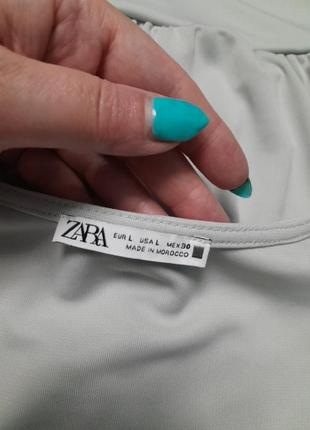 ZARA
EUR L USA L MEX 30
MADE IN MOROCCO